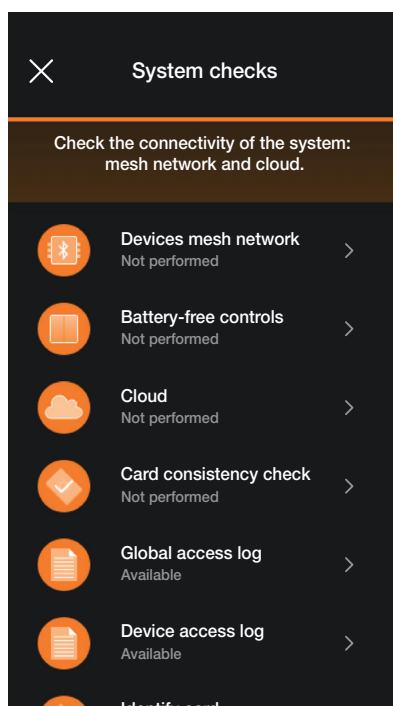 System checks
Check the connectivity of the system:
mesh network and cloud.
Devices mesh network
Not performed
Battery-free controls
Not performed
Cloud
Not performed
Card consistency check
Not performed
Global access log
Available
Device access log
Available
Identify card